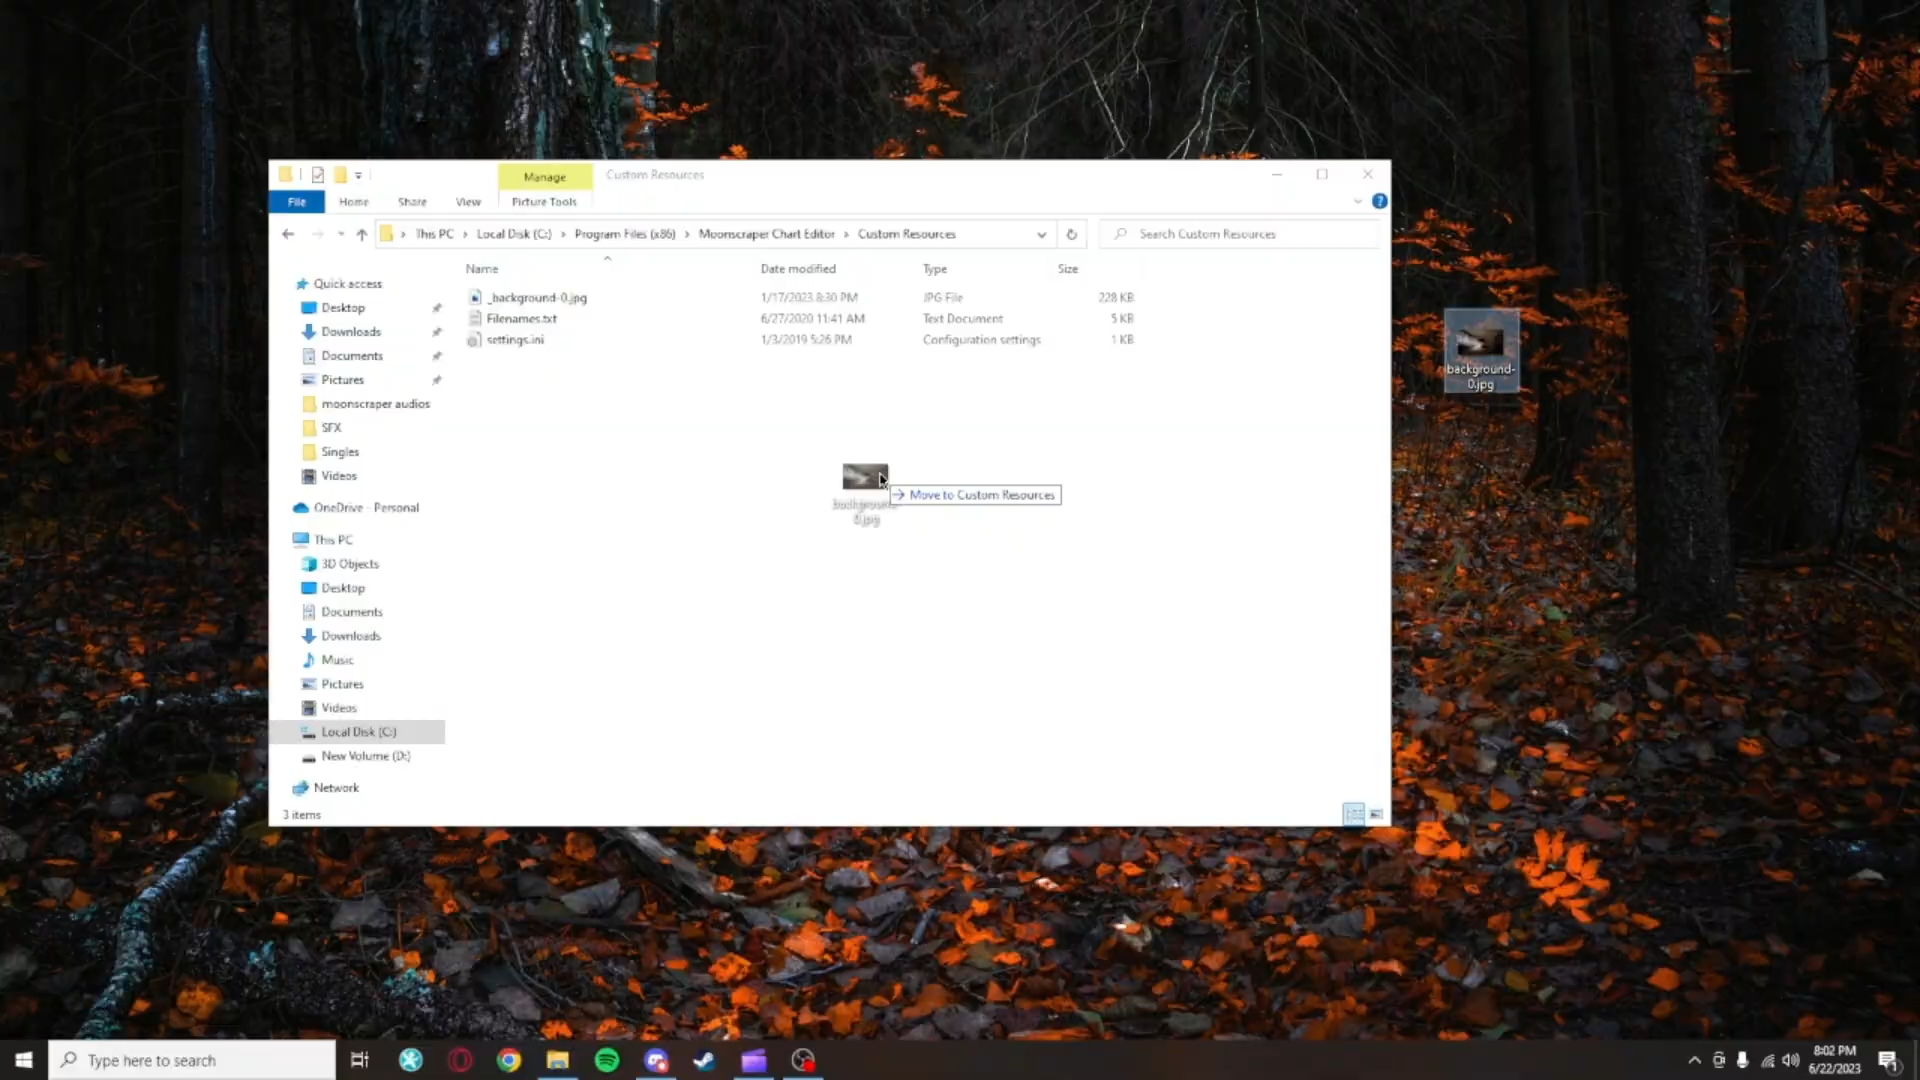 Manage
Custom Resources
File
Home
Share
View
Picture Tools
This PC > Local Disk (C:) > Program Files (x86) > Moonscraper Chart Editor > Custom Resources
Search Custom Resources
Name
Date modified
Type
Size
_background-0.jpg
1/17/2023 8:30 PM
JPG File
228 KB
Filenames.txt
6/27/2020 11:41 AM
Text Document
5 KB
settings.ini
1/3/2019 5:26 PM
Configuration settings
1 KB
Quick access
Desktop
Downloads
Documents
Pictures
moonscraper audios
SFX
Singles
Videos
OneDrive - Personal
This PC
3D Objects
Desktop
Documents
Downloads
Music
Pictures
Videos
Local Disk (C:)
New Volume (D:)
Network
3 items
background-
0.jpg
Move to Custom Resources
background-
0.jpg
Type here to search
8:02 PM
6/22/2023
1